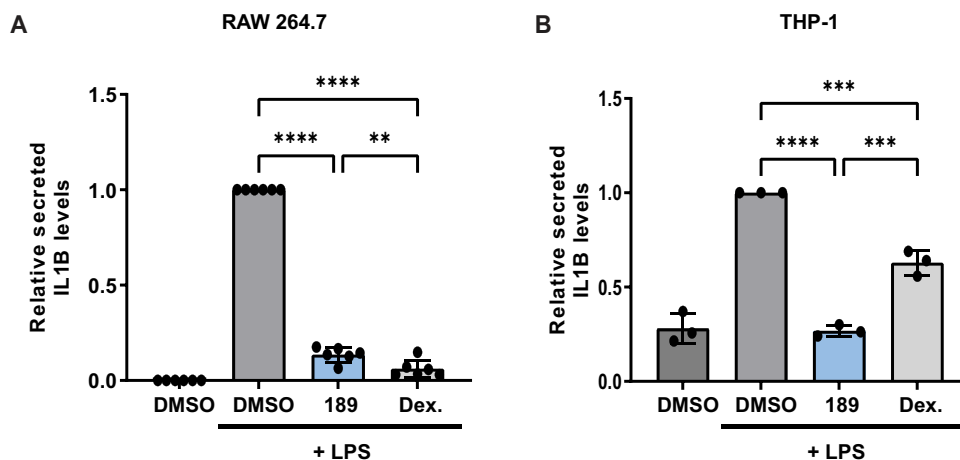 A
RAW 264.7
Relative secreted
IL1B levels
1.5
1.0
0.5
0.0
****
****
**
DMSO
DMSO
189
Dex.
+ LPS
B
THP-1
Relative secreted
IL1B levels
1.5
1.0
0.5
0.0
***
****
***
DMSO
DMSO
189
Dex.
+ LPS